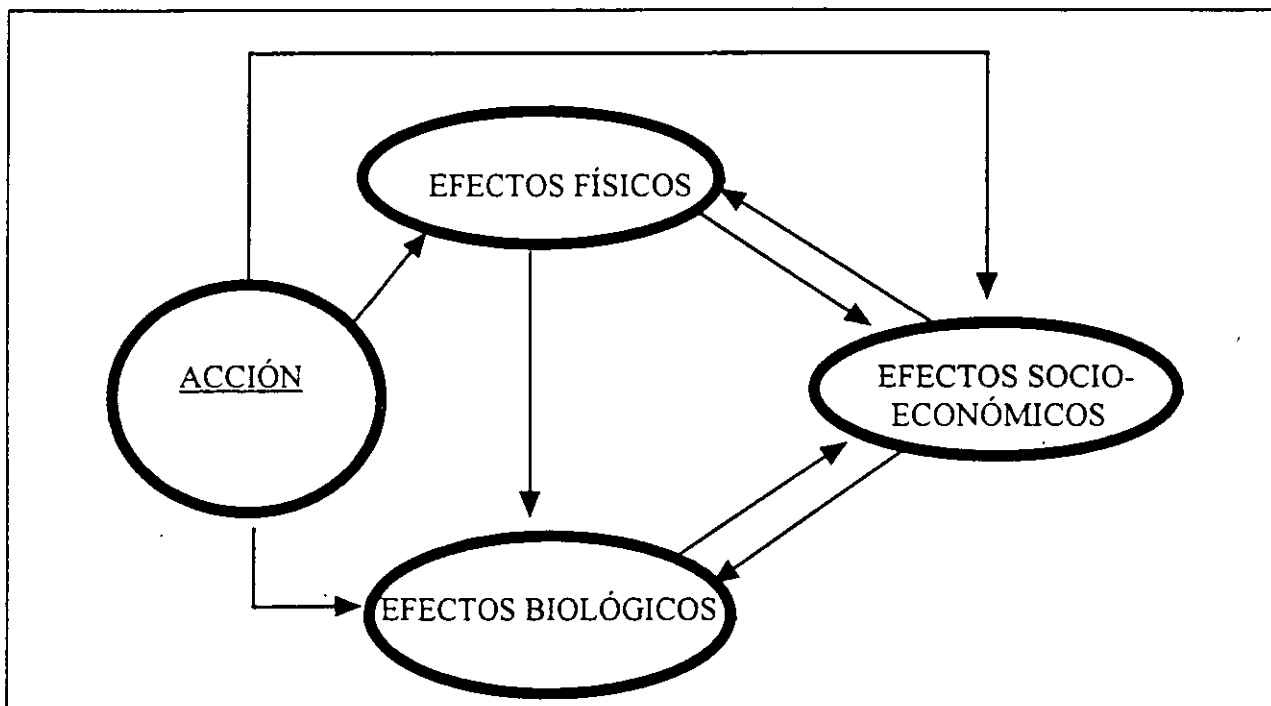 EFECTOS FÍSICOS
ACCIÓN
EFECTOS SOCIO-
ECONÓMICOS
EFECTOS BIOLÓGICOS